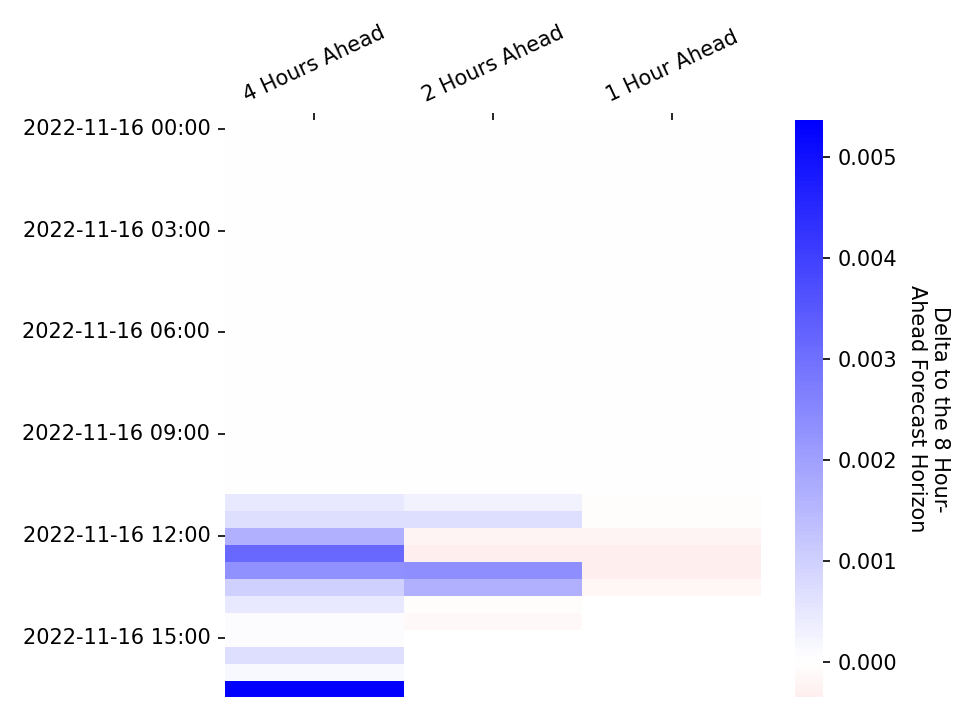 4 Hours Ahead
2 Hours Ahead
1 Hour Ahead
2022-11-16 00:00
2022-11-16 03:00
2022-11-16 06:00
2022-11-16 09:00
2022-11-16 12:00
2022-11-16 15:00
0.005
0.004
0.003
0.002
0.001
0.000
Delta to the 8 Hour-
Ahead Forecast Horizon